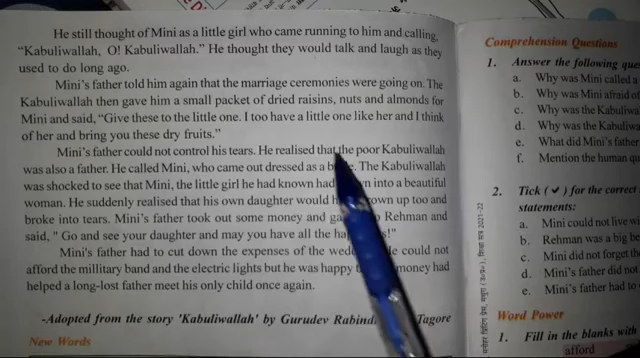 He still thought of Mini as a little girl who came running to him and calling,
"Kabuliwallah, O! Kabuliwallah." He thought they would talk and laugh as they
used to do long ago.
Mini's father told him again that the marriage ceremonies were going on. The
Kabuliwallah then gave him a small packet of dried raisins, nuts and almonds for
Mini and said, "Give these to the little one. I too have a little one like her and I think
of her and bring you these dry fruits."
Mini's father could not control his tears. He realised that the poor Kabuliwallah
was also a father. He called Mini, who came out dressed as a b e. The Kabuliwallah
was shocked to see that Mini, the little girl he had known had wn into a beautiful
woman. He suddenly realised that his own daughter would h own up too and
broke into tears. Mini's father took out some money and ga o Rehman and
said, " Go and see your daughter and may you have all the ha s!"
Mini's father had to cut down the expenses of the wed e could not
afford the millitary band and the electric lights but he was happy money had
helped a long-lost father meet his only child once again.
-Adopted from the story 'Kabuliwallah' by Gurudev Rabind Tagore
New Words
Comprehension Questions
1. Answer the following que
a. Why was Mini called a
b. Why was Mini afraid of
c. Why was the Kabuliwa
d. Why was the Kabuliwa
e. What did Mini's father
f. Mention the human qu
2. Tick (✓) for the correct
statements:
a. Mini could not live w
b. Rehman was a big be
c. Mini did not forget th
d. Mini's father did not
e. Mini's father had to
Word Power
1. Fill in the blanks with
afford